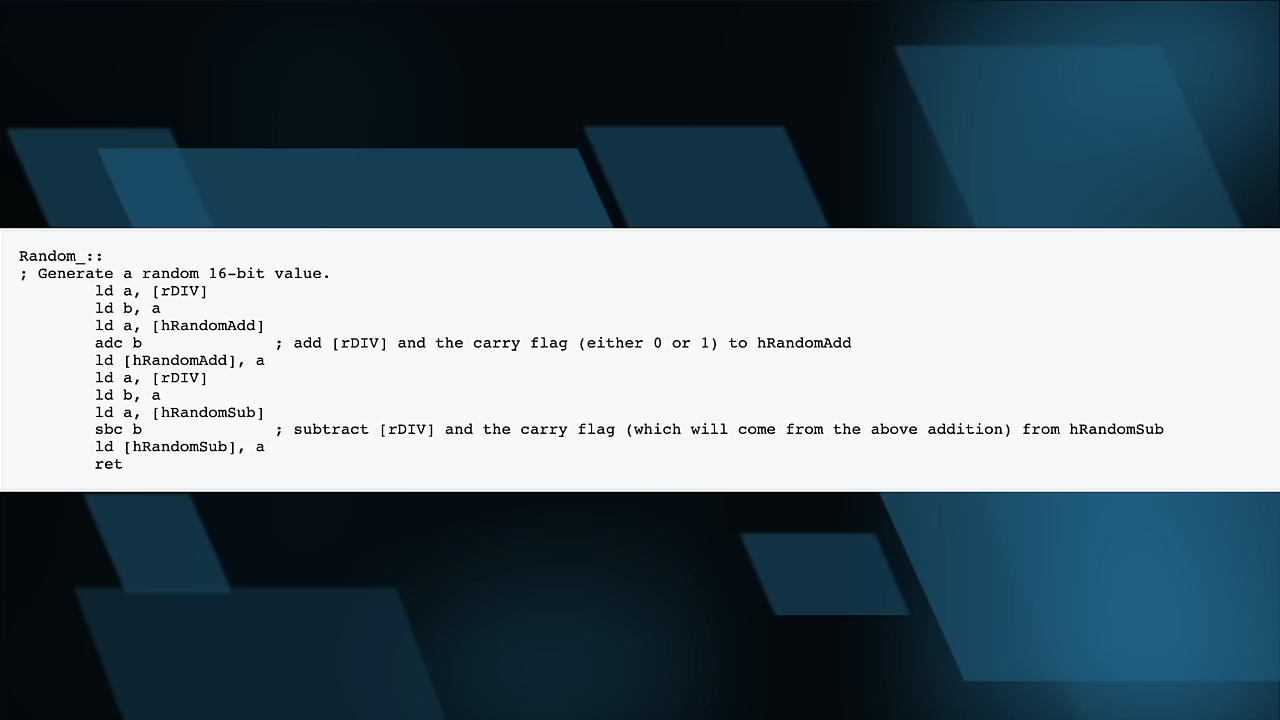 Random_::
; Generate a random 16-bit value.
ld a, [rDIV]
ld b, a
ld a, [hRandomAdd]
adc b ; add [rDIV] and the carry flag (either 0 or 1) to hRandomAdd
ld [hRandomAdd], a
ld a, [rDIV]
ld b, a
ld a, [hRandomSub]
sbc b ; subtract [rDIV] and the carry flag (which will come from the above addition) from hRandomSub
ld [hRandomSub], a
ret